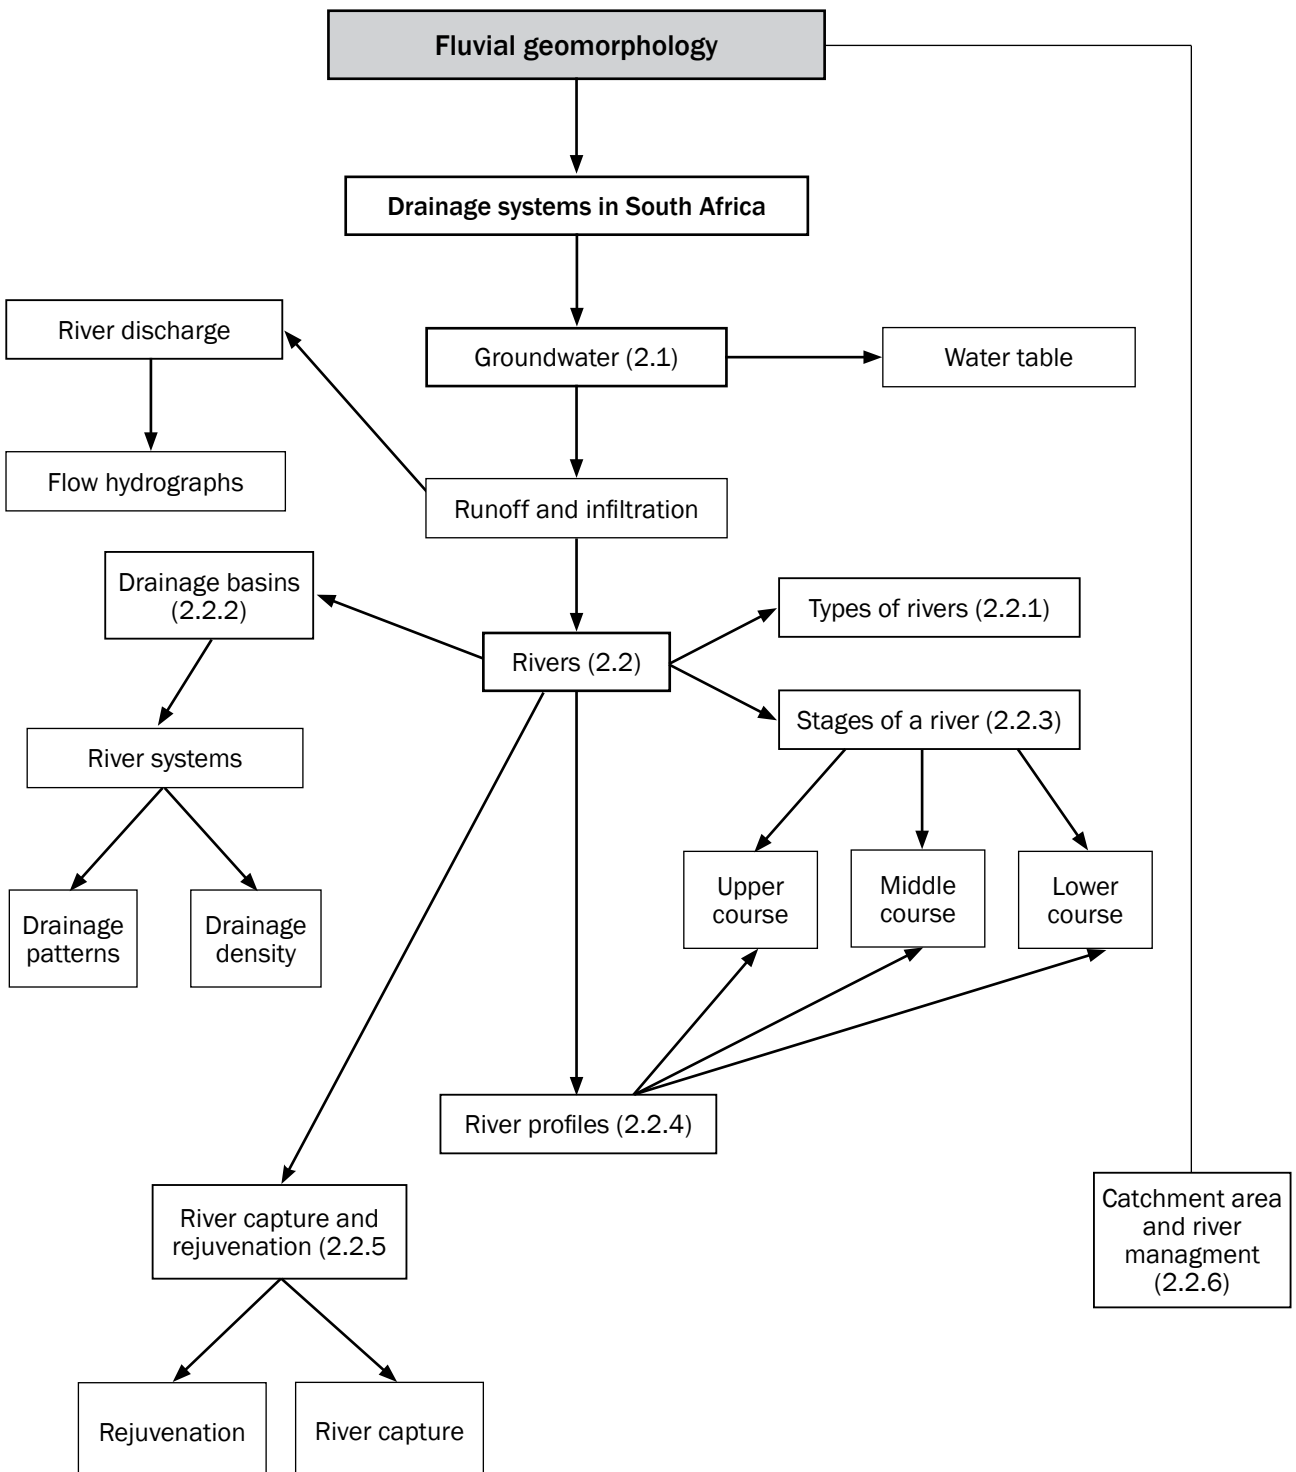 Fluvial geomorphology
Drainage systems in South Africa
River discharge
Groundwater (2.1)
Water table
Flow hydrographs
Runoff and infiltration
Drainage basins
(2.2.2)
Types of rivers (2.2.1)
Rivers (2.2)
Stages of a river (2.2.3)
River systems
Upper
course
Middle
course
Lower
course
Drainage
patterns
Drainage
density
River profiles (2.2.4)
River capture and
rejuvenation (2.2.5
Catchment area
and river
managment
(2.2.6)
Rejuvenation
River capture